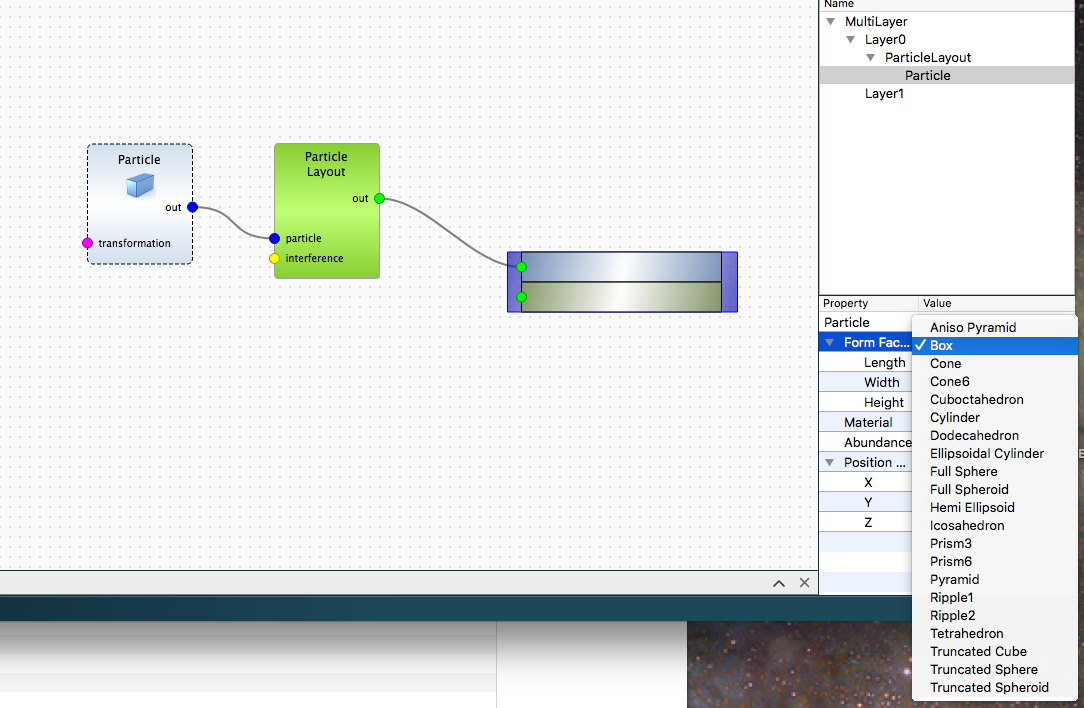 Name
MultiLayer
Layer0
ParticleLayout
Particle
Layer1
Particle
out
transformation
Particle
Layout
out
particle
interference
Property Value
Particle
Form Fac...
Length
Width
Height
Material
Abundance
Position ...
X
Y
Z
Aniso Pyramid
✓ Box
Cone
Cone6
Cuboctahedron
Cylinder
Dodecahedron
Ellipsoidal Cylinder
Full Sphere
Full Spheroid
Hemi Ellipsoid
Icosahedron
Prism3
Prism6
Pyramid
Ripple1
Ripple2
Tetrahedron
Truncated Cube
Truncated Sphere
Truncated Spheroid